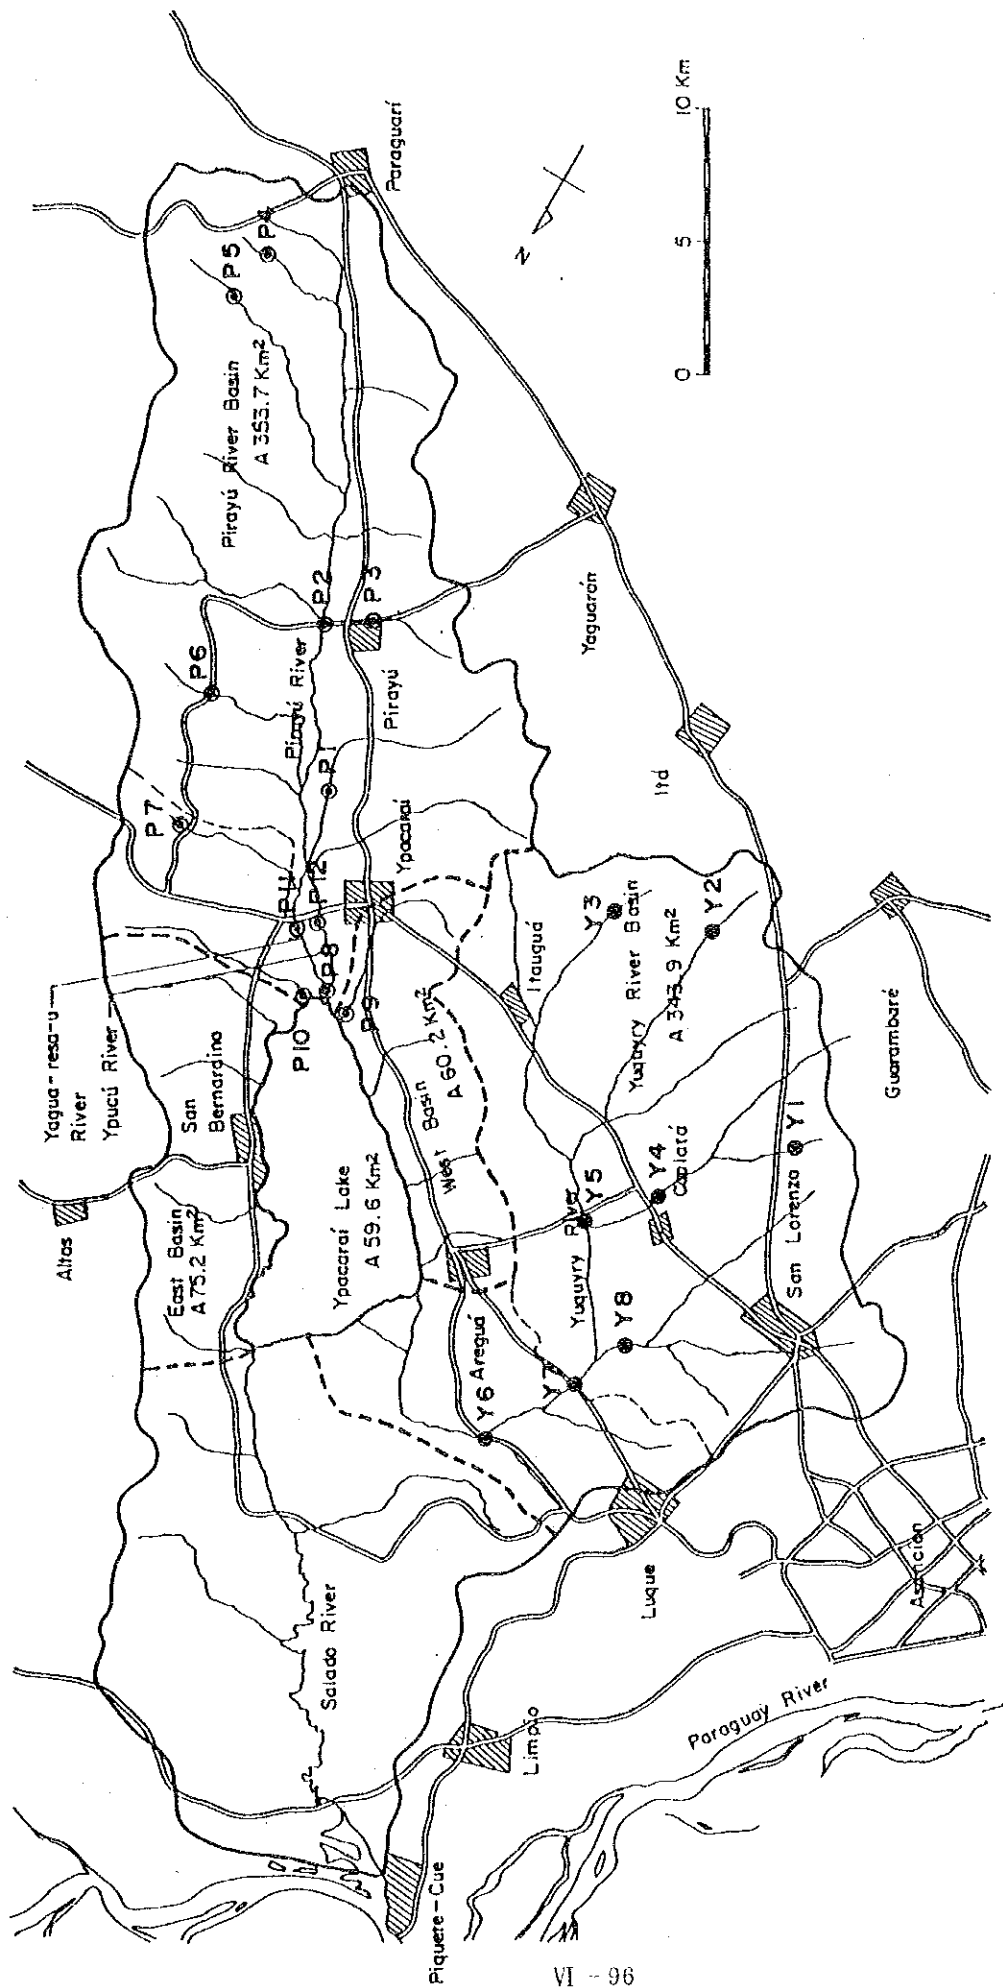 Altas
Yagua-resa-u
River
Ypucú River
San
Bernardino
East Basin
A 75.2 Km²
Salado River
Ypacaraí Lake
A 59.6 Km²
West Basin
A 60.2 Km²
P7
P6
P11
P12
P8
P10
P9
P1
P2
P3
P4
P5
Pirayú River
Pirayú River Basin
A 353.7 Km²
Paraguarí
Pirayú
Ypacaraí
Itauguá
Yaguarón
Itá
Guarambaré
Yuquyry River Basin
A 343.9 Km²
Y3
Y2
Y1
Y4
Y5
Y6
Y7
Y8
Yuquyry River
Capiatá
San Lorenzo
Areguá
Luque
Limpio
Piquete-Cue
Asunción
Paraguay River
N
0
5
10 Km
VI - 96